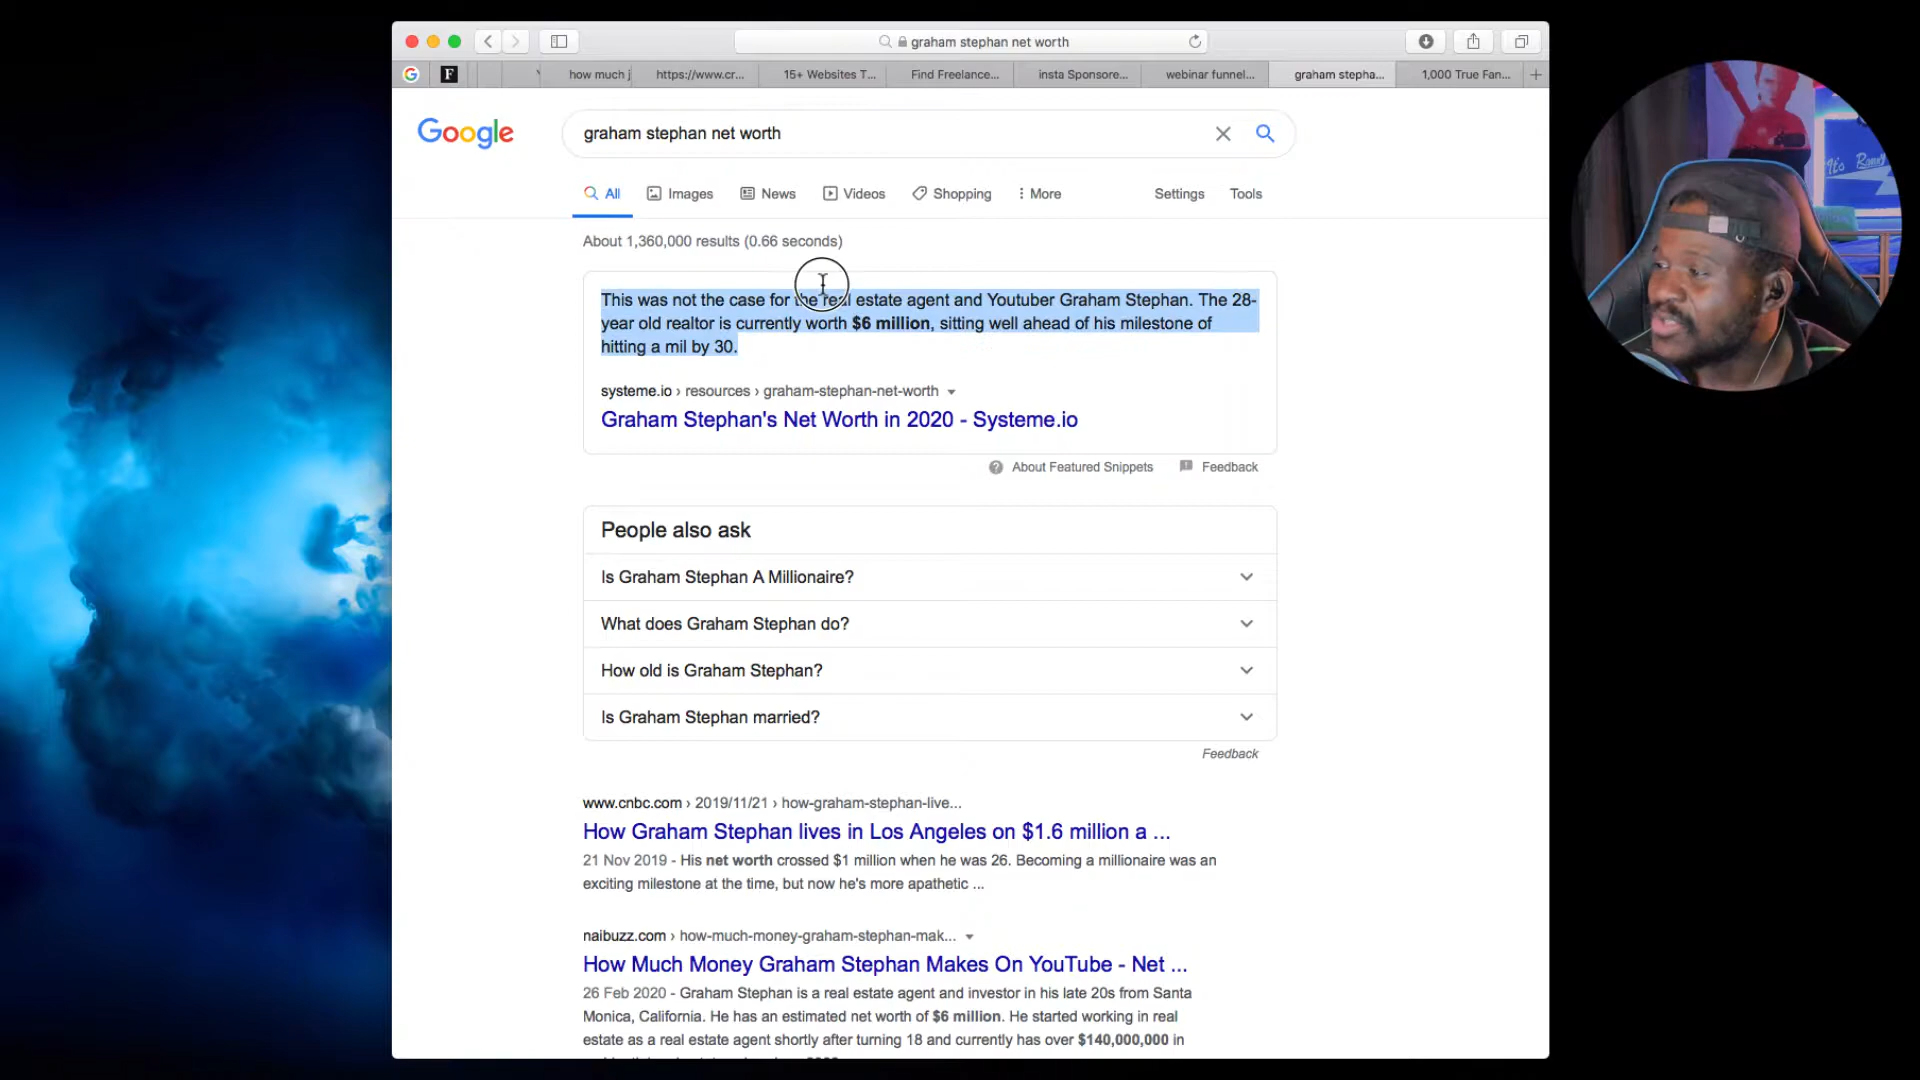 graham stephan net worth
F
how much j
https://www.cr...
15+ Websites T...
Find Freelance...
insta Sponsore...
webinar funnel...
graham stepha...
1,000 True Fan...
Google
graham stephan net worth
All
Images
News
Videos
Shopping
More
Settings
Tools
About 1,360,000 results (0.66 seconds)
This was not the case for the real estate agent and Youtuber Graham Stephan. The 28-
year old realtor is currently worth $6 million, sitting well ahead of his milestone of
hitting a mil by 30.
systeme.io › resources › graham-stephan-net-worth
Graham Stephan's Net Worth in 2020 - Systeme.io
About Featured Snippets
Feedback
People also ask
Is Graham Stephan A Millionaire?
What does Graham Stephan do?
How old is Graham Stephan?
Is Graham Stephan married?
Feedback
www.cnbc.com › 2019/11/21 › how-graham-stephan-live...
How Graham Stephan lives in Los Angeles on $1.6 million a ...
21 Nov 2019 - His net worth crossed $1 million when he was 26. Becoming a millionaire was an
exciting milestone at the time, but now he's more apathetic ...
naibuzz.com › how-much-money-graham-stephan-mak...
How Much Money Graham Stephan Makes On YouTube - Net ...
26 Feb 2020 - Graham Stephan is a real estate agent and investor in his late 20s from Santa
Monica, California. He has an estimated net worth of $6 million. He started working in real
estate as a real estate agent shortly after turning 18 and currently has over $140,000,000 in